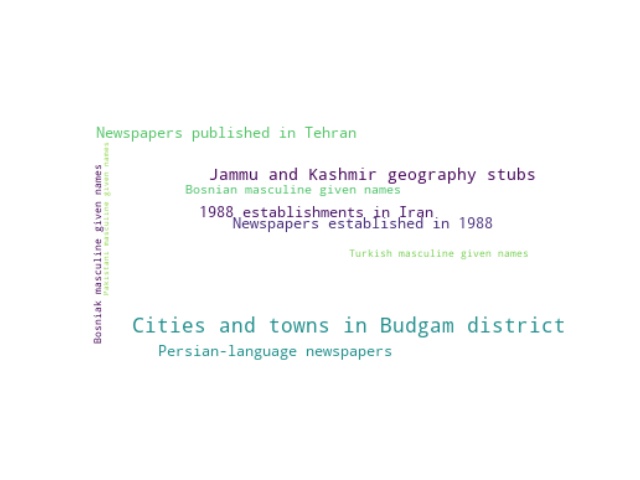 Newspapers published in Tehran
Jammu and Kashmir geography stubs
Bosnian masculine given names
1988 establishments in Iran
Newspapers established in 1988
Turkish masculine given names
Cities and towns in Budgam district
Persian-language newspapers
Bosniak masculine given names
Pakistani masculine given names